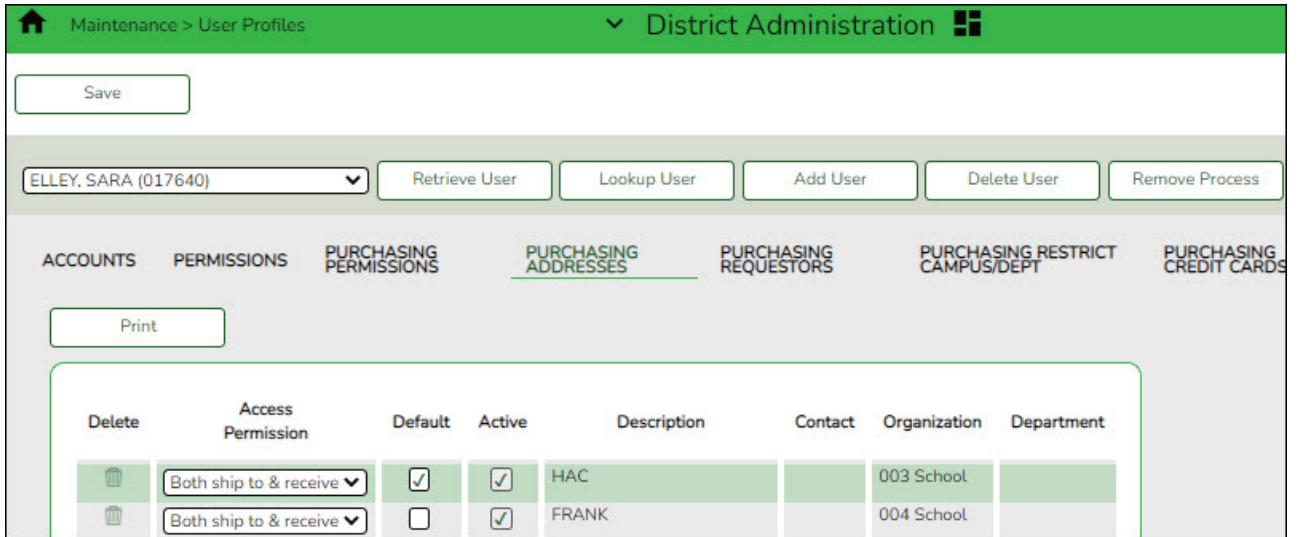 Maintenance > User Profiles District Administration
Save
ELLEY, SARA (017640) Retrieve User Lookup User Add User Delete User Remove Process
ACCOUNTS PERMISSIONS PURCHASING PERMISSIONS PURCHASING ADDRESSES PURCHASING REQUESTORS PURCHASING RESTRICT CAMPUS/DEPT PURCHASING CREDIT CARDS
Print
Delete Access Permission Default Active Description Contact Organization Department
Both ship to & receive HAC 003 School
Both ship to & receive FRANK 004 School